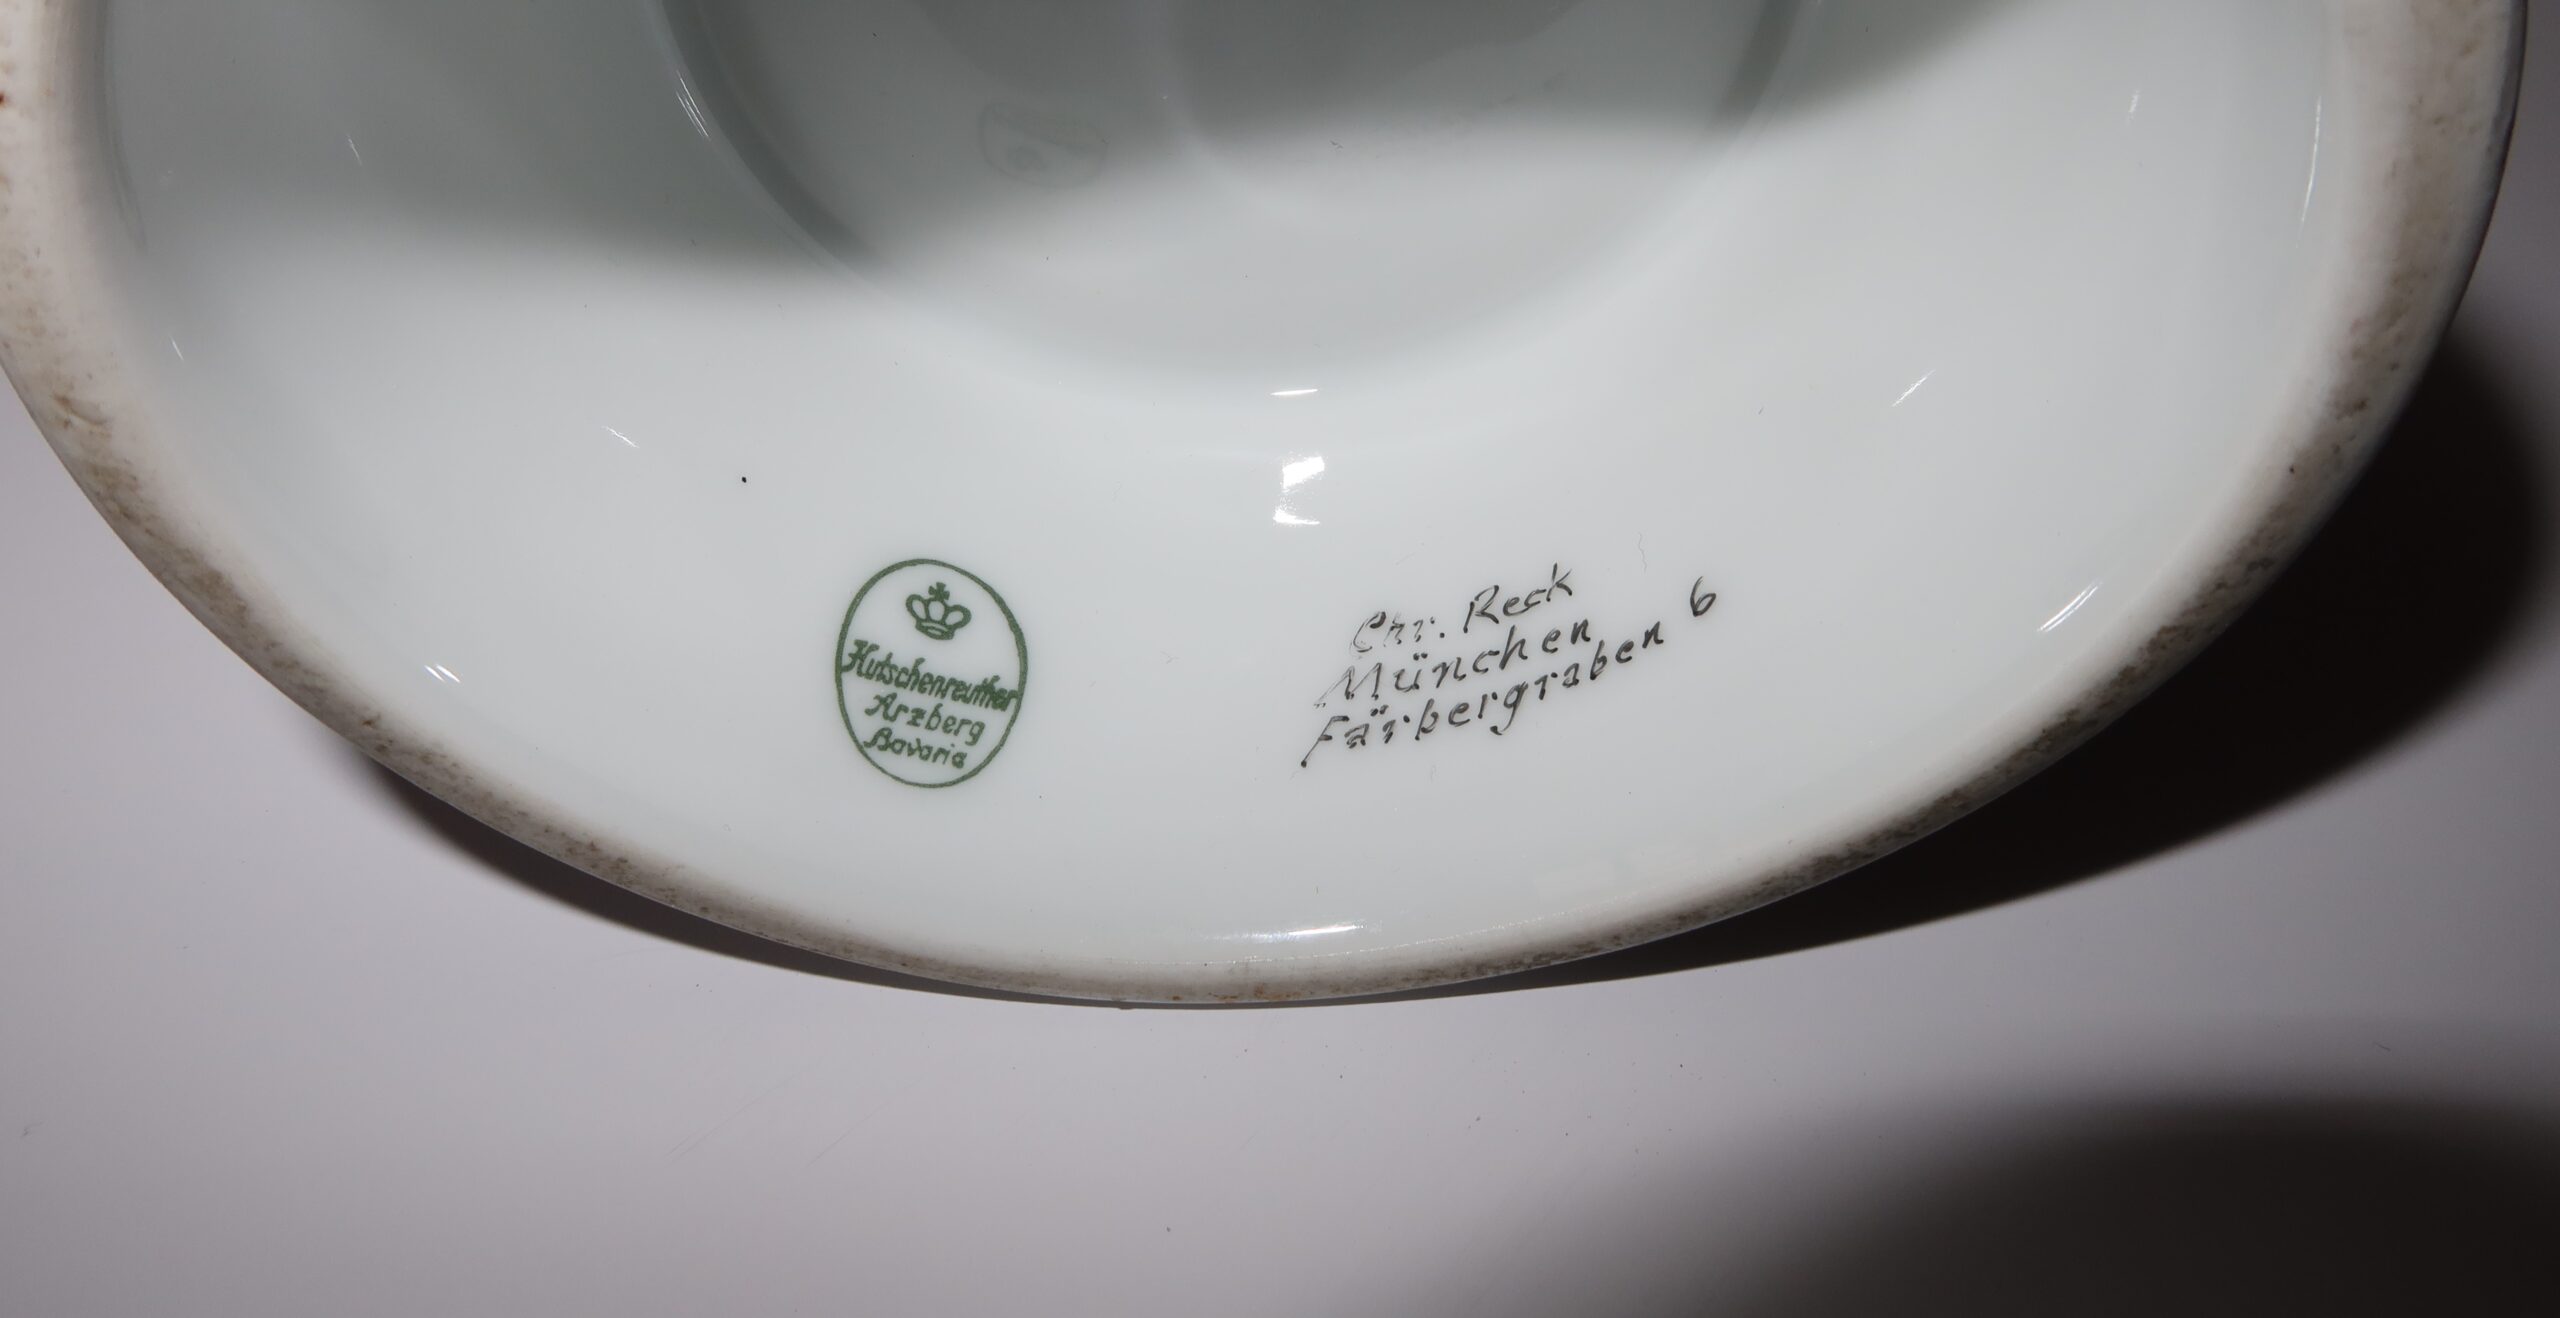 Hutschenreuther
Arzberg
Bavaria
Chr. Reck
München
Färbergraben 6